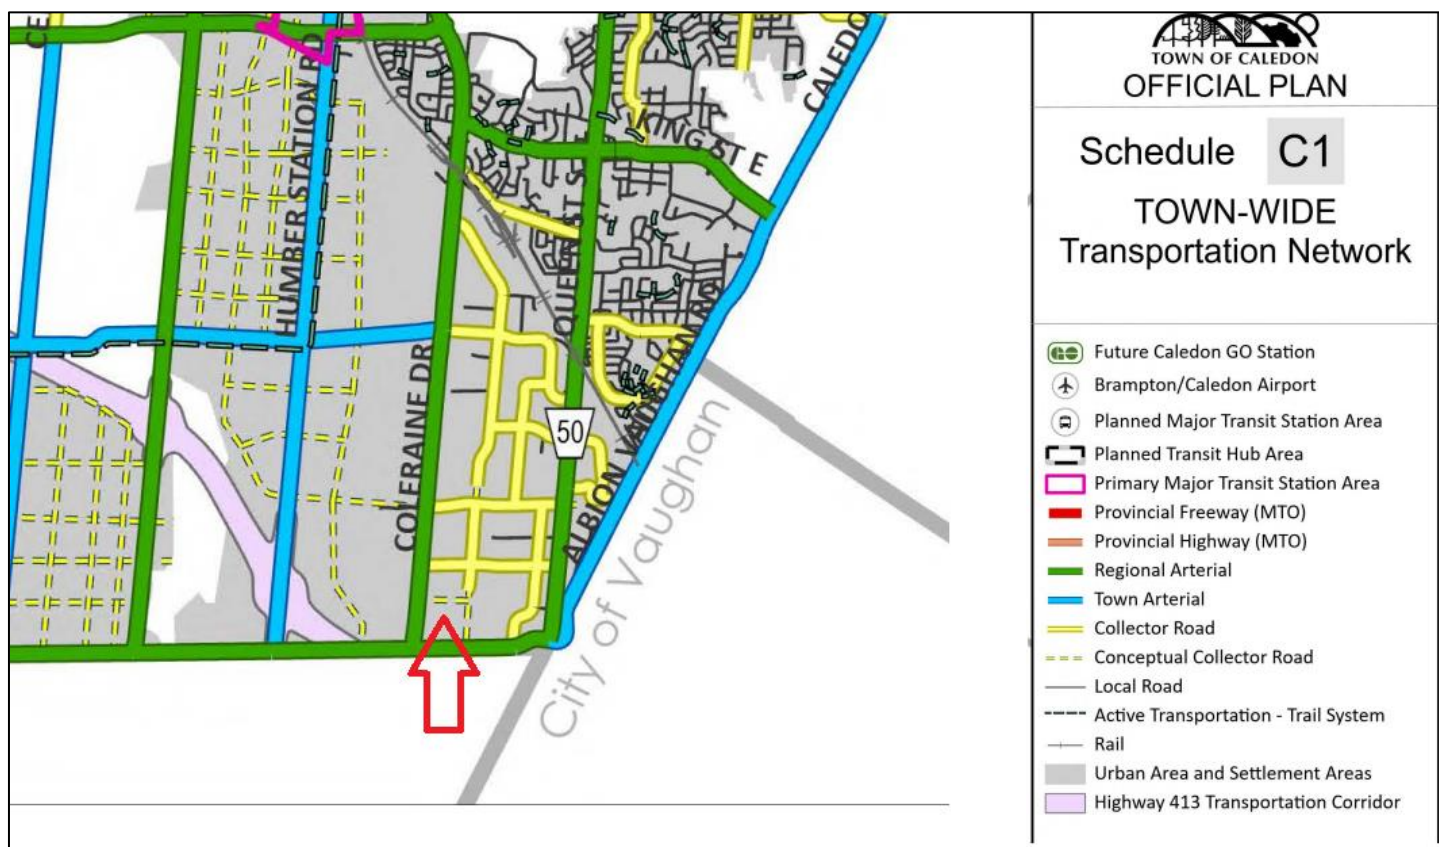 CE
HUMBER STATION RD
COLERAINE DR
QUEEN ST S
KING ST E
CALEDO
ALBION VAUGHAN RD
50
City of Vaughan
TOWN OF CALEDON
OFFICIAL PLAN
Schedule C1
TOWN-WIDE
Transportation Network
GO Future Caledon GO Station
Brampton/Caledon Airport
Planned Major Transit Station Area
Planned Transit Hub Area
Primary Major Transit Station Area
Provincial Freeway (MTO)
Provincial Highway (MTO)
Regional Arterial
Town Arterial
Collector Road
Conceptual Collector Road
Local Road
Active Transportation - Trail System
Rail
Urban Area and Settlement Areas
Highway 413 Transportation Corridor